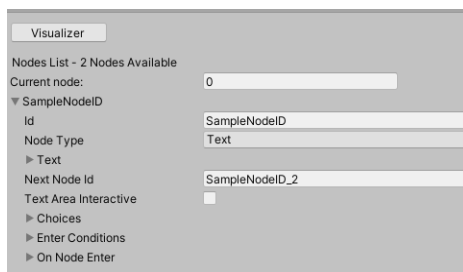 Visualizer
Nodes List - 2 Nodes Available
Current node: 0
SampleNodeID
Id SampleNodeID
Node Type Text
Text
Next Node Id SampleNodeID_2
Text Area Interactive
Choices
Enter Conditions
On Node Enter